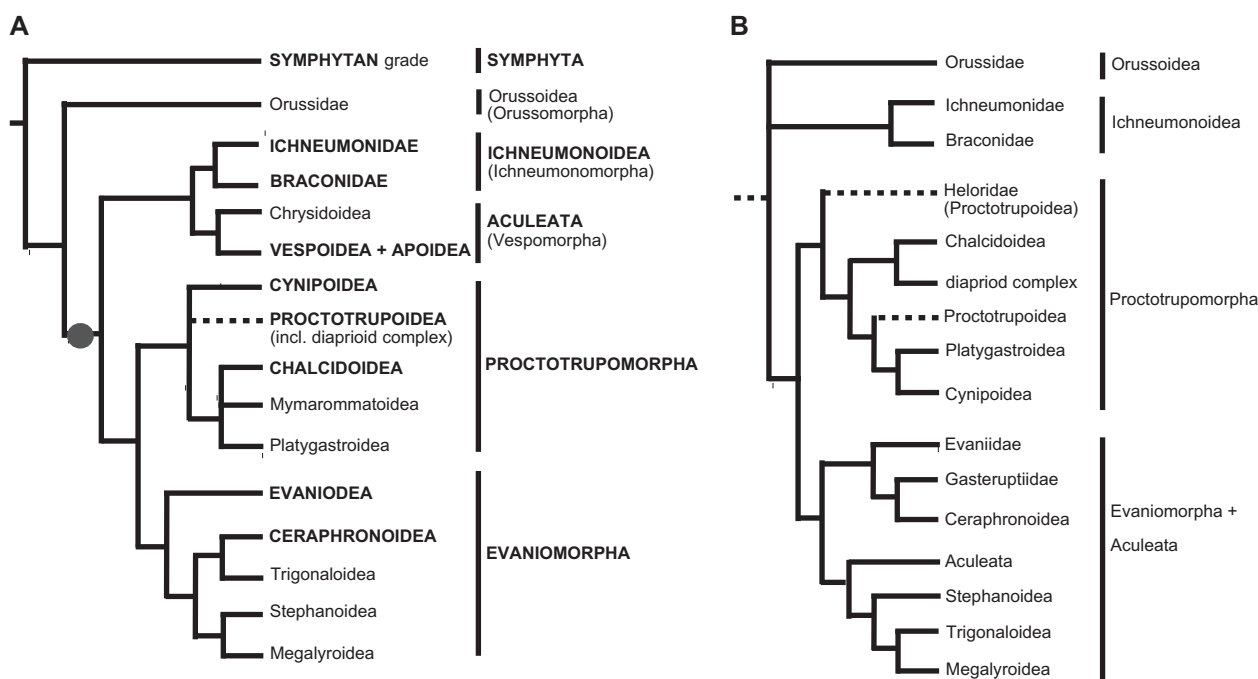 A
SYMPHYTAN grade
SYMPHYTA
Orussidae
Orussoidea
(Orussomorpha)
ICHNEUMONIDAE
BRACONIDAE
ICHNEUMONOIDEA
(Ichneumonomorpha)
Chrysidoidea
VESPOIDEA + APOIDEA
ACULEATA
(Vespomorpha)
CYNIPOIDEA
PROCTOTRUPOIDEA
(incl. diaprioid complex)
CHALCIDOIDEA
Mymarommatoidea
Platygastroidea
PROCTOTRUPOMORPHA
EVANIODEA
CERAPHRONOIDEA
Trigonaloidea
Stephanoidea
Megalyroidea
EVANIOMORPHA
B
Orussidae
Orussoidea
Ichneumonidae
Braconidae
Ichneumonoidea
Heloridae
(Proctotrupoidea)
Chalcidoidea
diapriod complex
Proctotrupoidea
Platygastroidea
Cynipoidea
Proctotrupomorpha
Evaniidae
Gasteruptiidae
Ceraphronoidea
Aculeata
Stephanoidea
Trigonaloidea
Megalyroidea
Evaniomorpha +
Aculeata